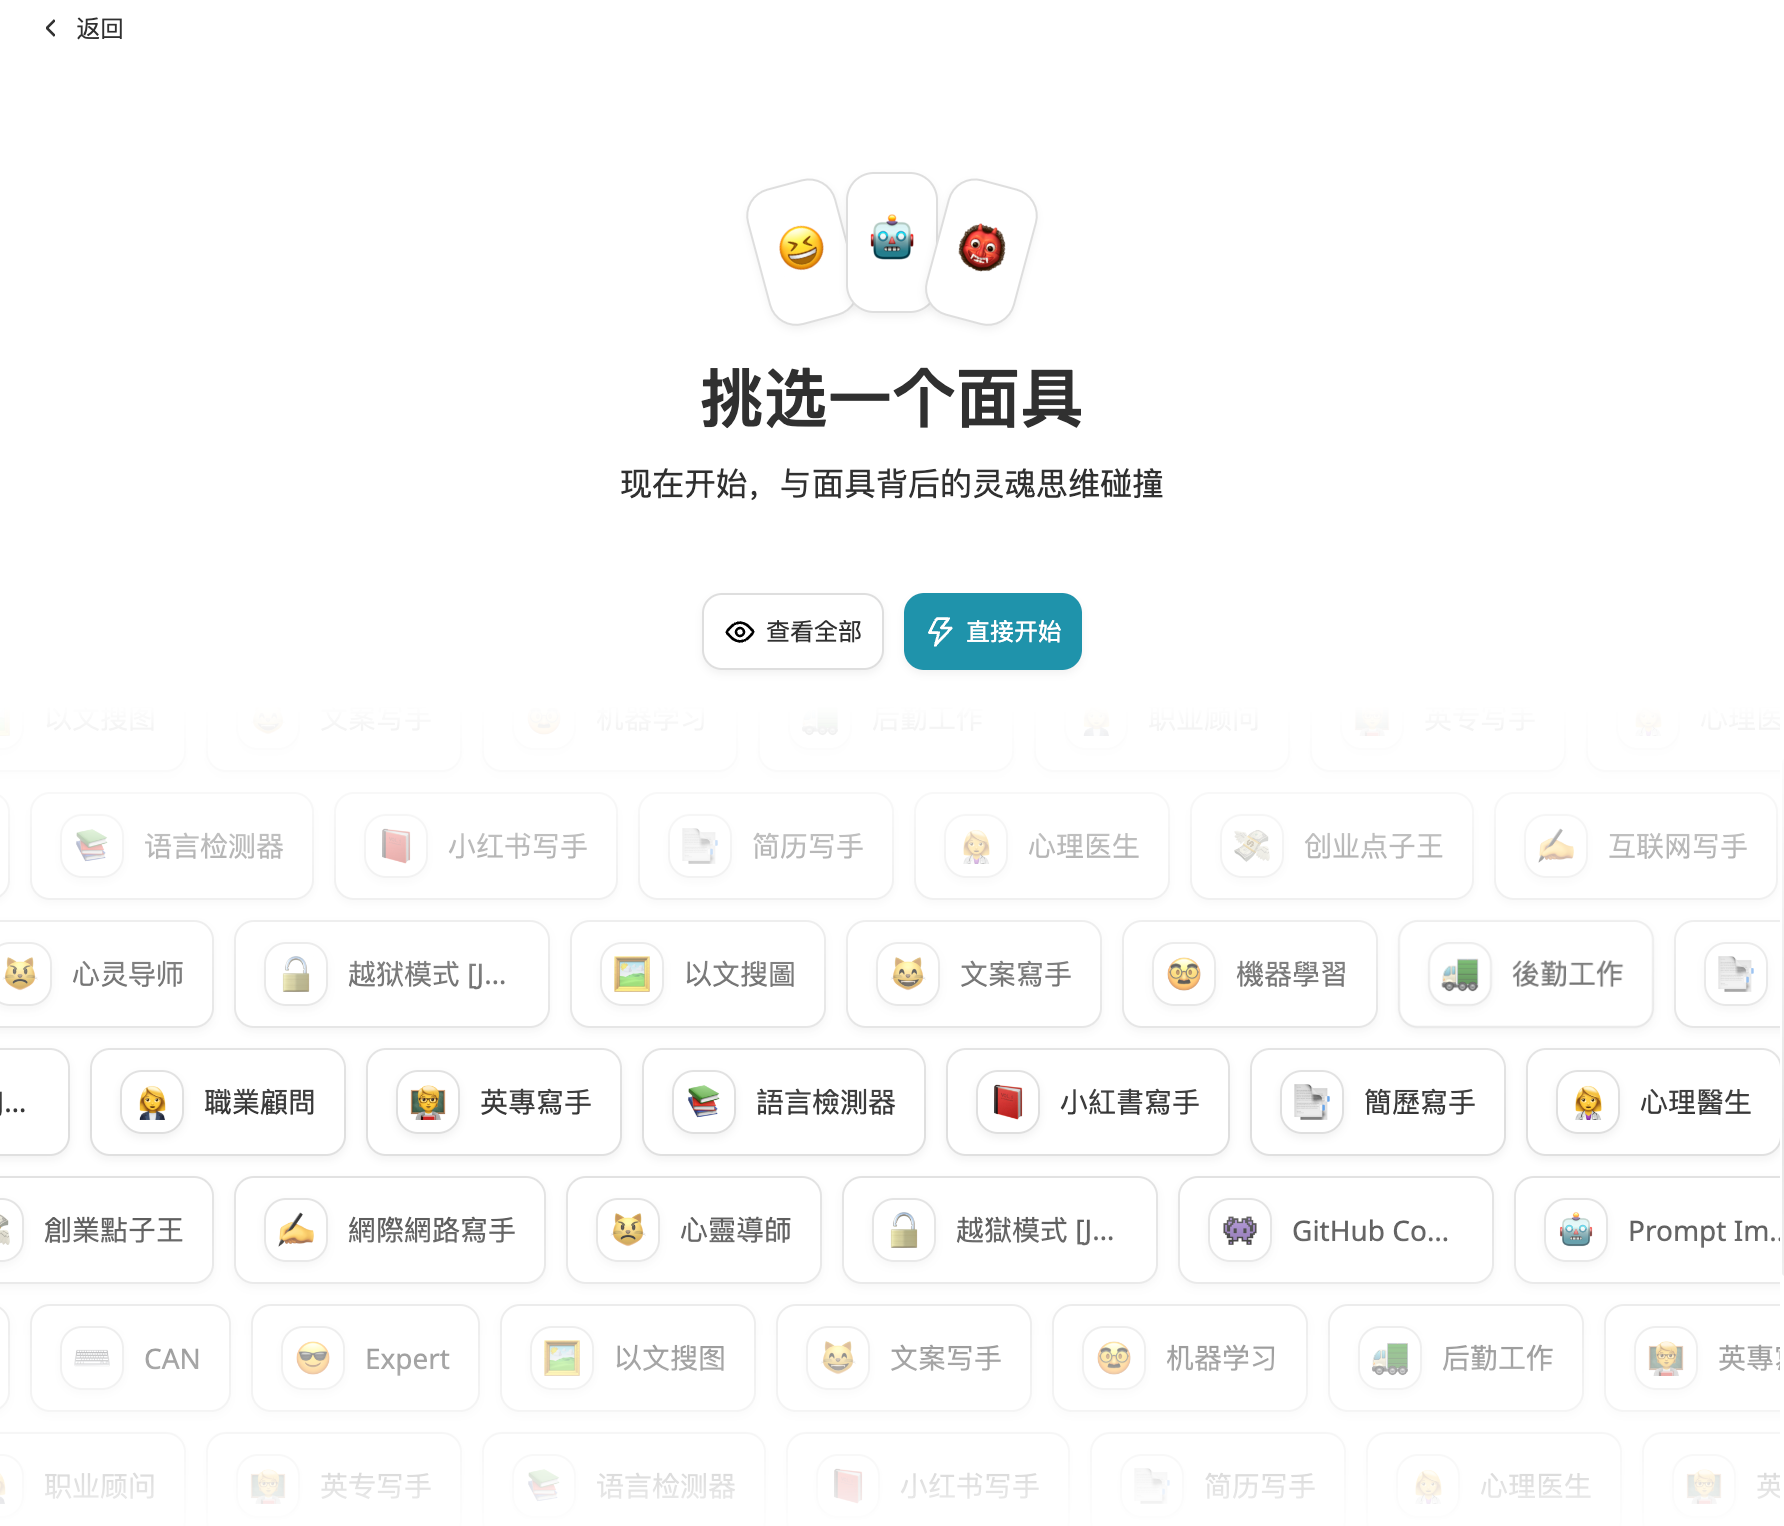 返回
挑选一个面具
现在开始，与面具背后的灵魂思维碰撞
查看全部 直接开始
以文搜图 文案写手 机器学习 后勤工作 职业顾问 英专写手 心理医
语言检测器 小红书写手 简历写手 心理医生 创业点子王 互联网写手
心灵导师 越狱模式 [J... 以文搜圖 文案寫手 機器學習 後勤工作
J... 職業顧問 英專寫手 語言檢測器 小紅書寫手 簡歷寫手 心理醫生
創業點子王 網際網路寫手 心靈導師 越獄模式 [J... GitHub Co... Prompt Im...
CAN Expert 以文搜图 文案写手 机器学习 后勤工作 英專
职业顾问 英专写手 语言检测器 小红书写手 简历写手 心理医生 英